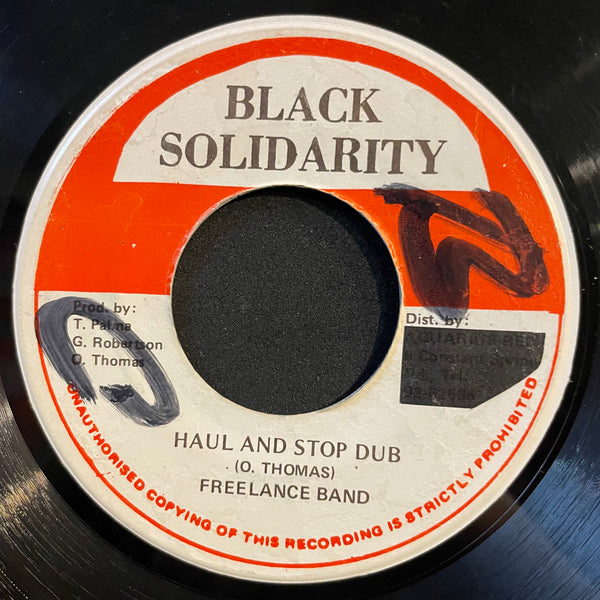 BLACK
SOLIDARITY
Prod. by:
T. Palma
G. Robertson
O. Thomas
Dist. by:
HAUL AND STOP DUB
(O. THOMAS)
FREELANCE BAND
UNAUTHORISED COPYING OF THIS RECORDING IS STRICTLY PROHIBITED